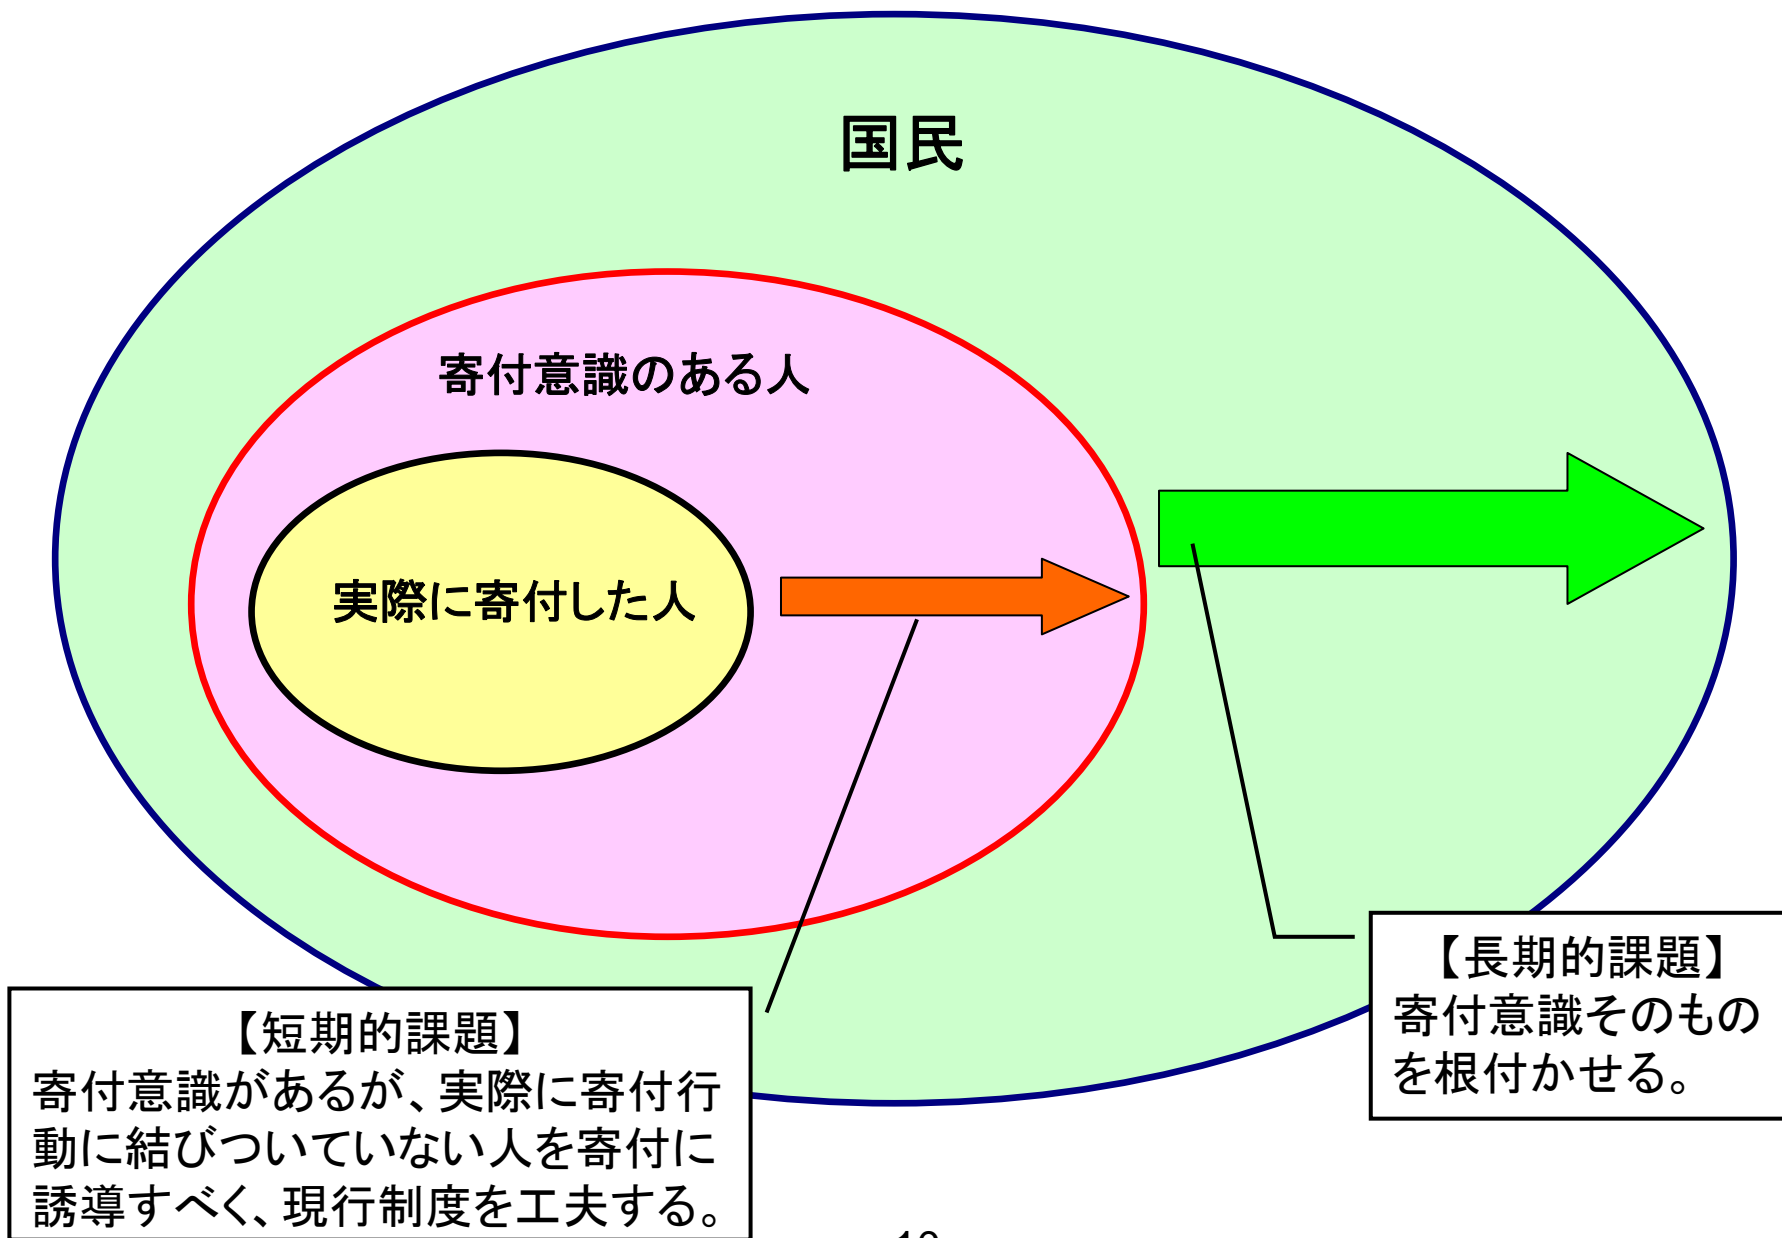 国民
寄付意識のある人
実際に寄付した人
【長期的課題】
寄付意識そのもの
を根付かせる。
【短期的課題】
寄付意識があるが、実際に寄付行
動に結びついていない人を寄付に
誘導すべく、現行制度を工夫する。